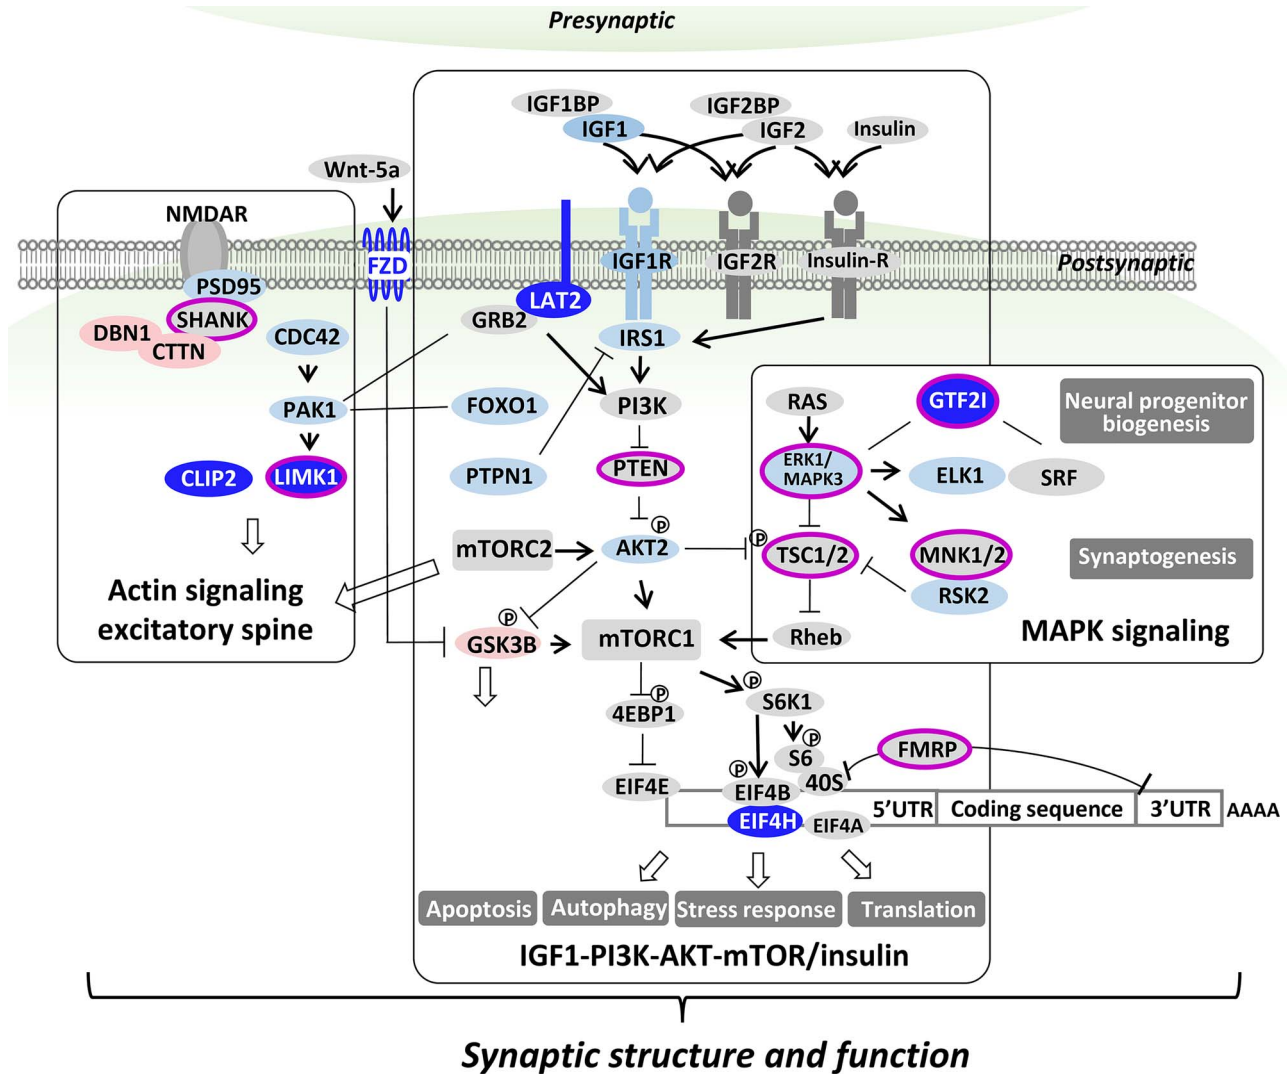 Presynaptic
IGF1BP
IGF1
IGF2BP
IGF2
Insulin
Wnt-5a
NMDAR
FZD
IGF1R
IGF2R
Insulin-R
Postsynaptic
PSD95
SHANK
DBN1
CTTN
CDC42
LAT2
GRB2
IRS1
PAK1
FOXO1
PI3K
RAS
GTF2I
Neural progenitor
biogenesis
CLIP2
LIMK1
PTPN1
PTEN
ERK1/
MAPK3
ELK1
SRF
P
P
mTORC2
AKT2
TSC1/2
MNK1/2
RSK2
Synaptogenesis
Actin signaling
excitatory spine
P
GSK3B
mTORC1
Rheb
MAPK signaling
P
P
4EBP1
S6K1
P
S6
FMRP
P
EIF4E
EIF4B
40S
EIF4H
EIF4A
5’UTR
Coding sequence
3’UTR
AAAA
Apoptosis
Autophagy
Stress response
Translation
IGF1-PI3K-AKT-mTOR/insulin
Synaptic structure and function